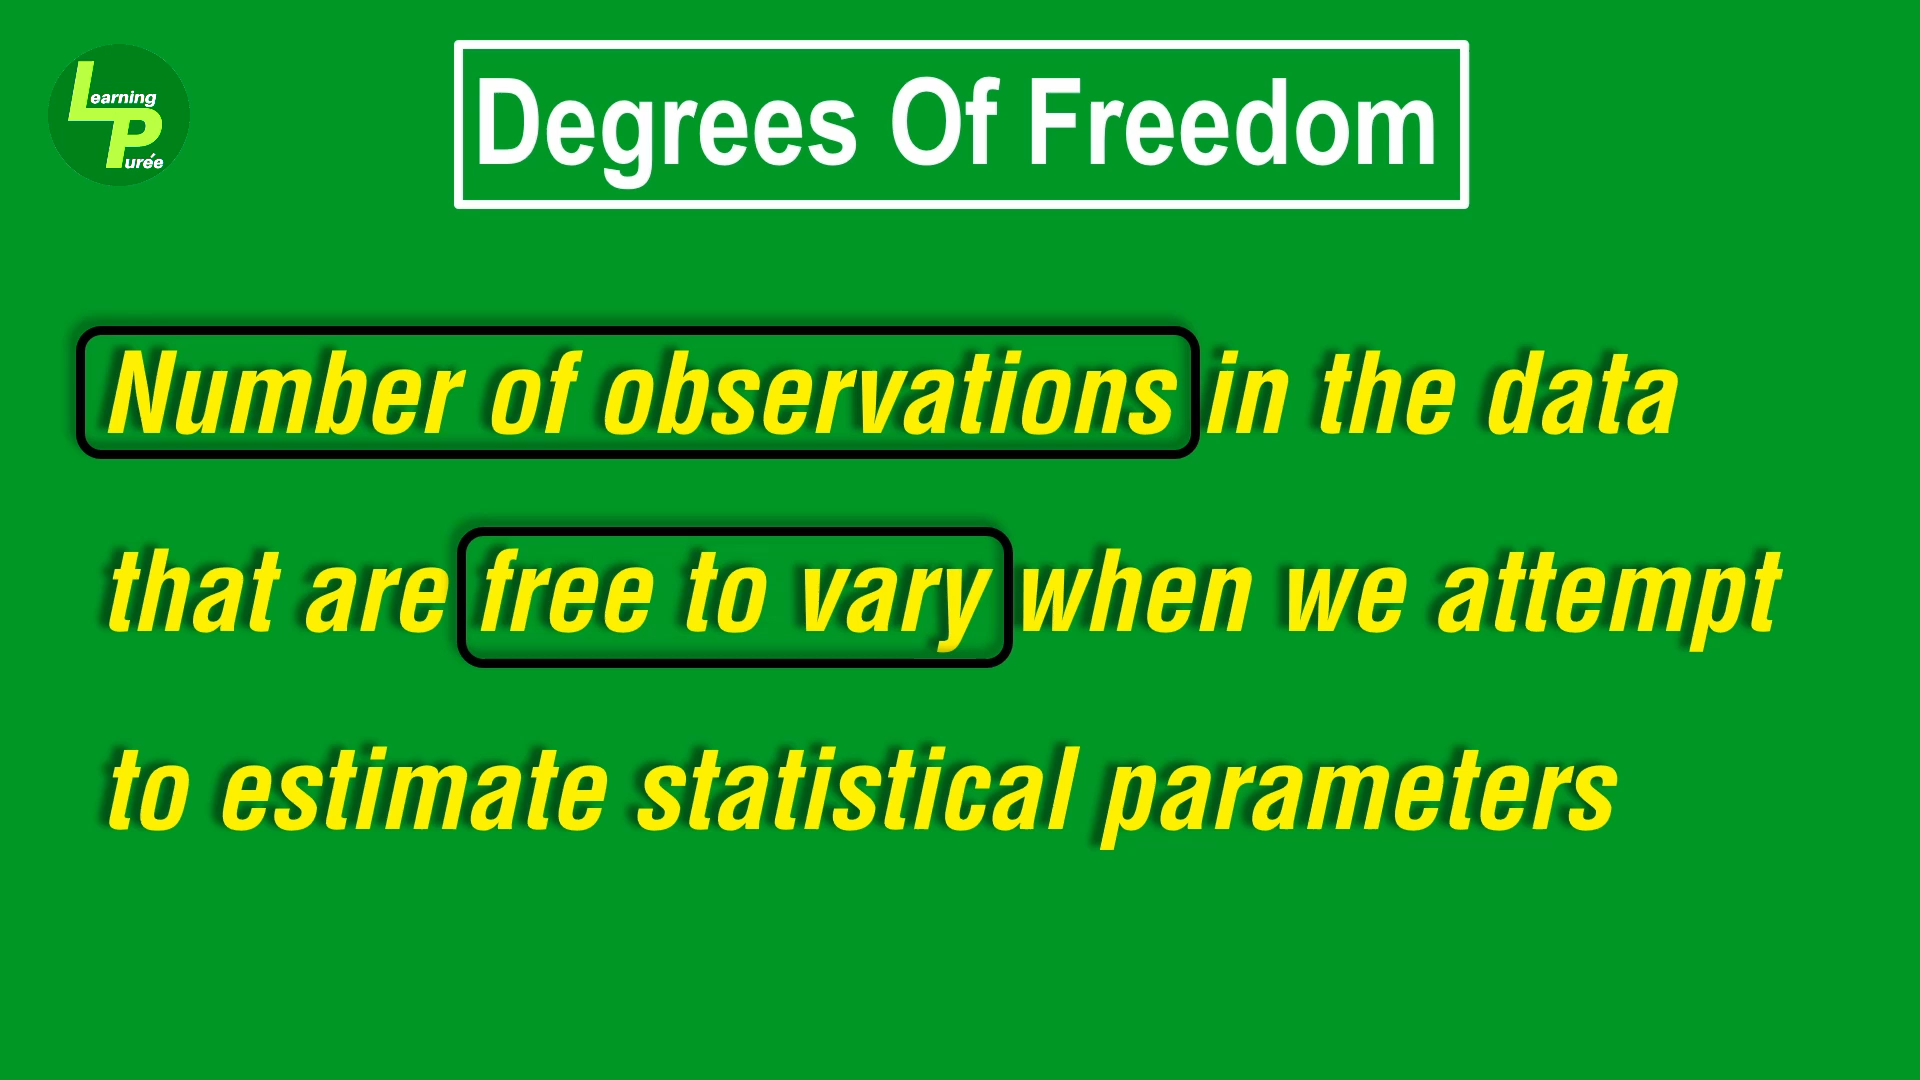 Learning
Purée
Degrees Of Freedom
Number of observations in the data
that are free to vary when we attempt
to estimate statistical parameters